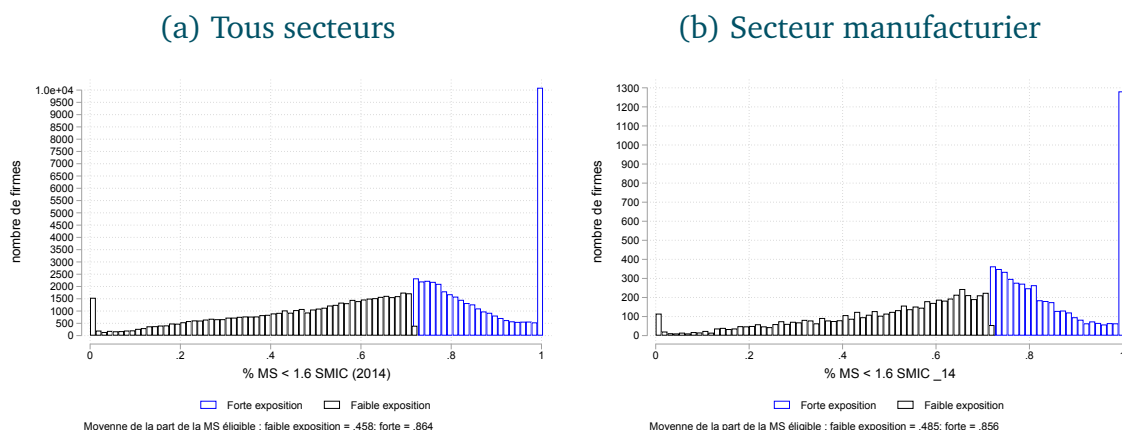 (a) Tous secteurs
1.0e+04
9500
9000
8500
8000
7500
7000
6500
6000
5500
5000
4500
4000
3500
3000
2500
2000
1500
1000
500
0
nombre de firmes
0 .2 .4 .6 .8 1
% MS < 1.6 SMIC (2014)
Forte exposition Faible exposition
Moyenne de la part de la MS éligible : faible exposition = .458; forte = .864
(b) Secteur manufacturier
1300
1200
1100
1000
900
800
700
600
500
400
300
200
100
0
nombre de firmes
0 .2 .4 .6 .8 1
% MS < 1.6 SMIC _14
Forte exposition Faible exposition
Moyenne de la part de la MS éligible : faible exposition = .485; forte = .856